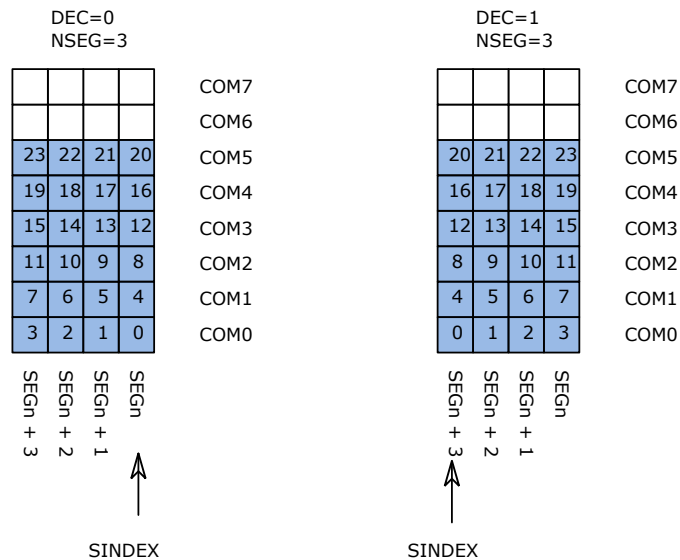 DEC=0
NSEG=3
COM7
COM6
23 22 21 20 COM5
19 18 17 16 COM4
15 14 13 12 COM3
11 10 9 8 COM2
7 6 5 4 COM1
3 2 1 0 COM0
SEGn + 3
SEGn + 2
SEGn + 1
SEGn
SINDEX
DEC=1
NSEG=3
COM7
COM6
20 21 22 23 COM5
16 17 18 19 COM4
12 13 14 15 COM3
8 9 10 11 COM2
4 5 6 7 COM1
0 1 2 3 COM0
SEGn + 3
SEGn + 2
SEGn + 1
SEGn
SINDEX